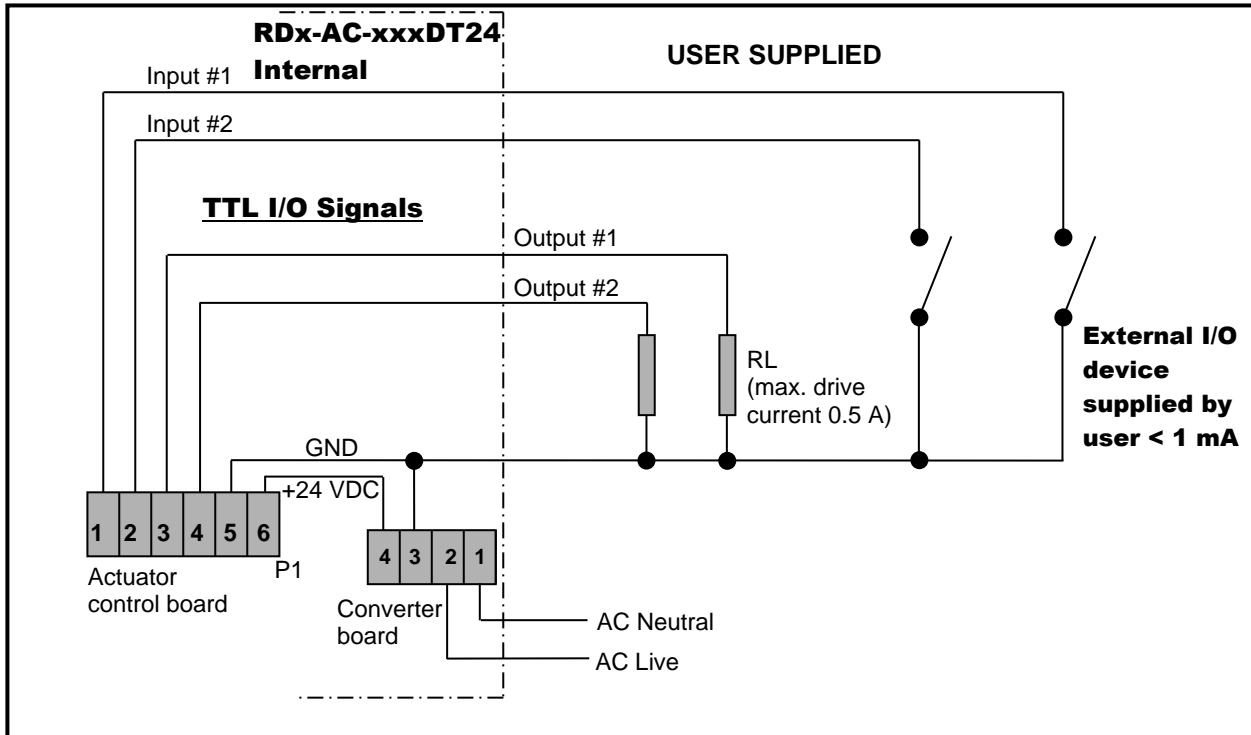 RDx-AC-xxxDT24
Internal
USER SUPPLIED
Input #1
Input #2
TTL I/O Signals
Output #1
Output #2
RL
(max. drive
current 0.5 A)
External I/O
device
supplied by
user < 1 mA
GND
+24 VDC
1 2 3 4 5 6
P1
Actuator
control board
4 3 2 1
Converter
board
AC Neutral
AC Live